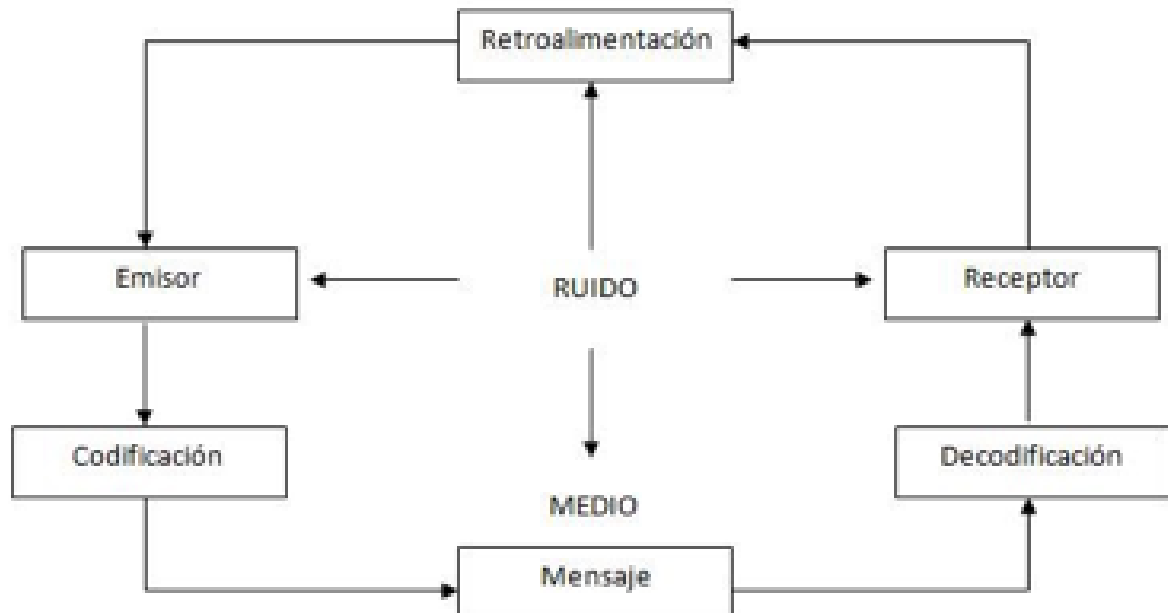 Retroalimentación
Emisor
RUIDO
Receptor
Codificación
Decodificación
MEDIO
Mensaje